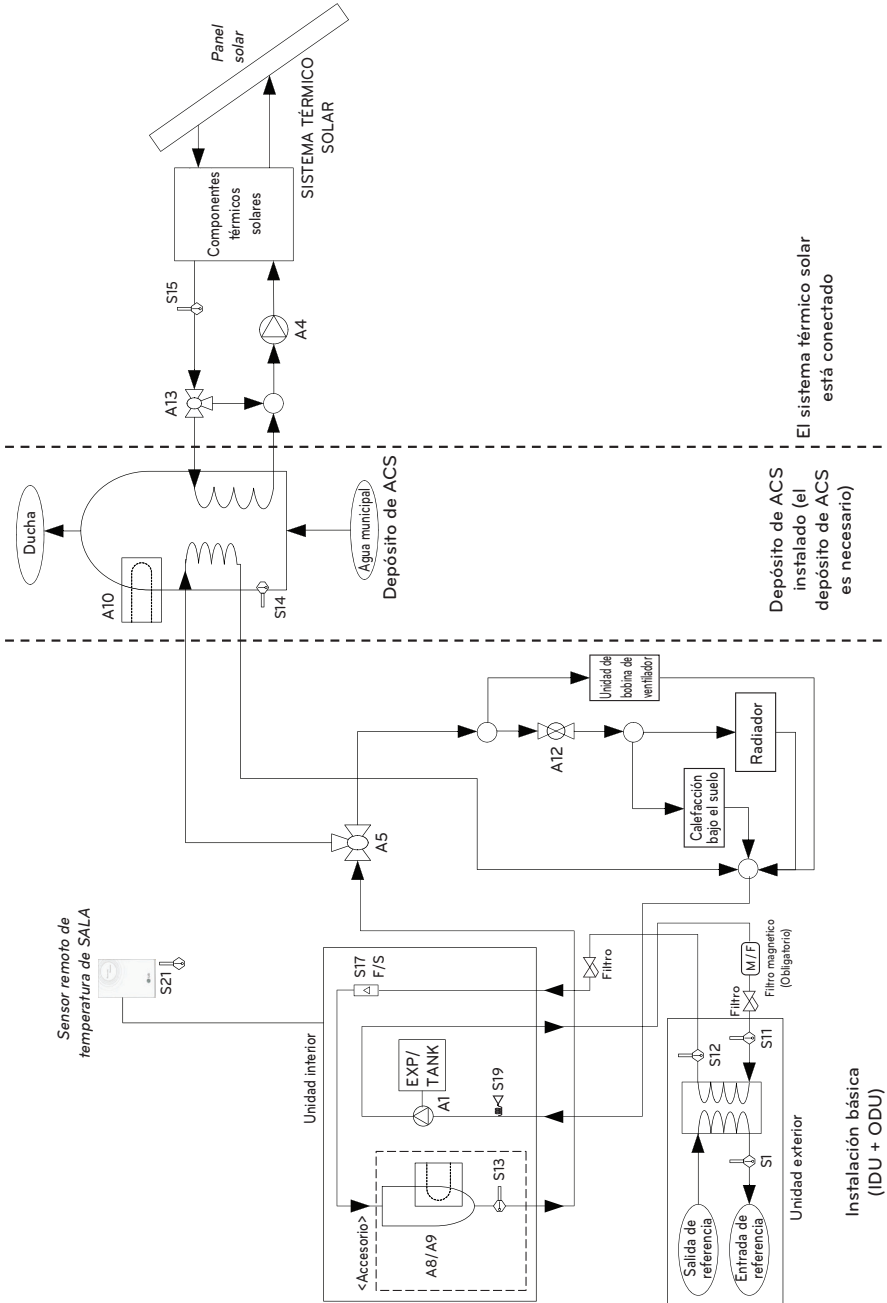 Panel
solar
SISTEMA TÉRMICO
SOLAR
Componentes
térmicos
solares
S15
A4
A13
El sistema térmico solar
está conectado
Ducha
A10
S14
Agua municipal
Depósito de ACS
Depósito de ACS
instalado (el
depósito de ACS
es necesario)
Unidad de
bobina de
ventilador
A12
Radiador
Calefacción
bajo el suelo
A5
Sensor remoto de
temperatura de SALA
S21
Unidad interior
S17
F/S
EXP/
TANK
A1
S19
<Accesorio>
A8/A9
S13
Filtro
M/F
Filtro magnetico
(Obligatorio)
Filtro
S12
S11
S1
Salida de
referencia
Entrada de
referencia
Unidad exterior
Instalación básica
(IDU + ODU)